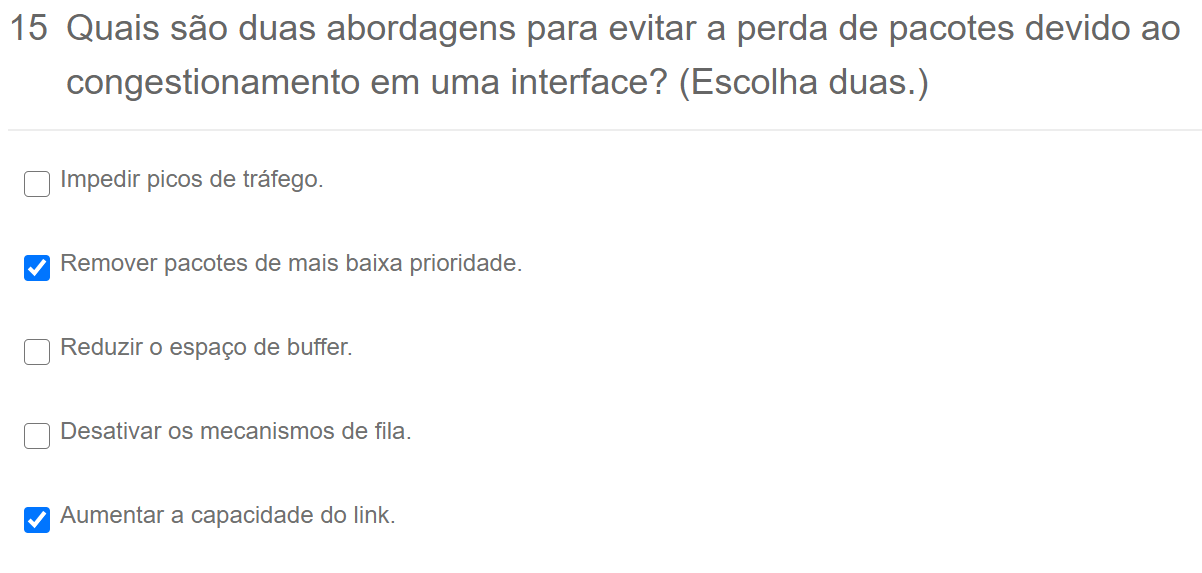 15 Quais são duas abordagens para evitar a perda de pacotes devido ao
congestionamento em uma interface? (Escolha duas.)
Impedir picos de tráfego.
Remover pacotes de mais baixa prioridade.
Reduzir o espaço de buffer.
Desativar os mecanismos de fila.
Aumentar a capacidade do link.